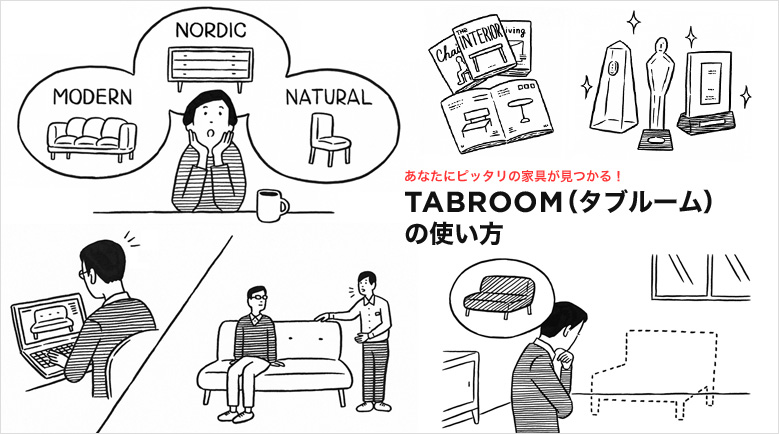 NORDIC
MODERN
NATURAL
Chair
The
INTERIOR
Living
あなたにピッタリの家具が見つかる!
TABROOM(タブルーム)
の使い方